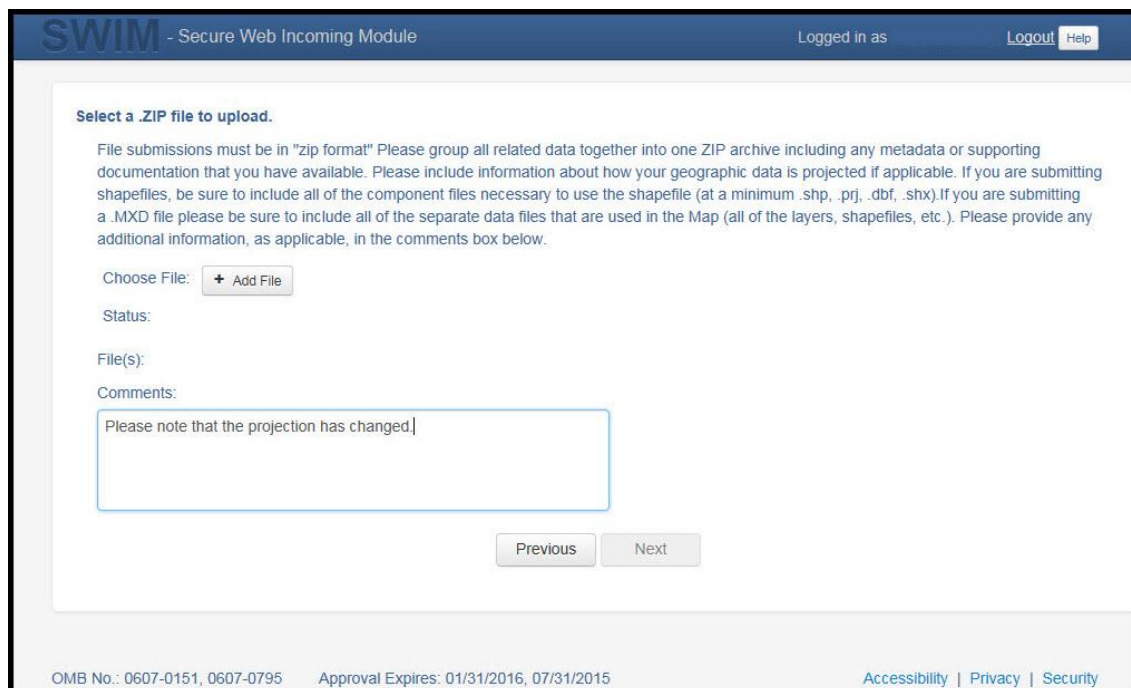 SWIM - Secure Web Incoming Module Logged in as Logout Help
Select a .ZIP file to upload.
File submissions must be in "zip format" Please group all related data together into one ZIP archive including any metadata or supporting
documentation that you have available. Please include information about how your geographic data is projected if applicable. If you are submitting
shapefiles, be sure to include all of the component files necessary to use the shapefile (at a minimum .shp, .prj, .dbf, .shx).If you are submitting
a .MXD file please be sure to include all of the separate data files that are used in the Map (all of the layers, shapefiles, etc.). Please provide any
additional information, as applicable, in the comments box below.
Choose File: + Add File
Status:
File(s):
Comments:
Please note that the projection has changed.
Previous Next
OMB No.: 0607-0151, 0607-0795 Approval Expires: 01/31/2016, 07/31/2015 Accessibility | Privacy | Security